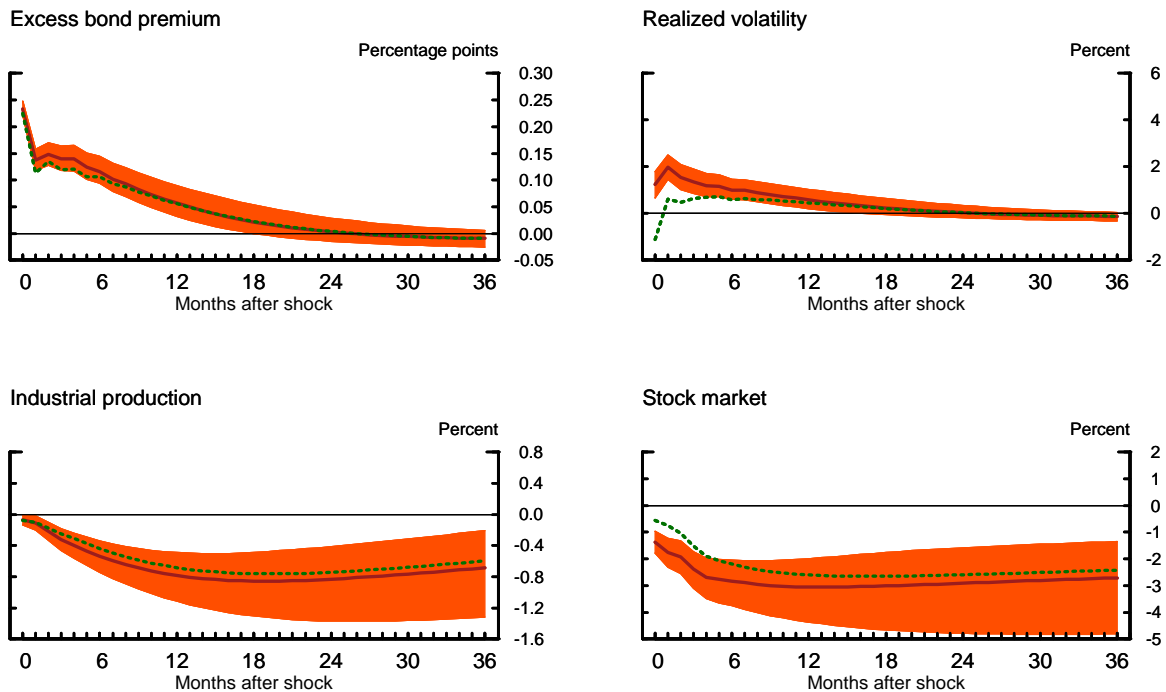 Excess bond premium
Percentage points
0.30
0.25
0.20
0.15
0.10
0.05
0.00
-0.05
0 6 12 18 24 30 36
Months after shock
Realized volatility
Percent
6
4
2
0
-2
0 6 12 18 24 30 36
Months after shock
Industrial production
Percent
0.8
0.4
0.0
-0.4
-0.8
-1.2
-1.6
0 6 12 18 24 30 36
Months after shock
Stock market
Percent
2
1
0
-1
-2
-3
-4
-5
0 6 12 18 24 30 36
Months after shock